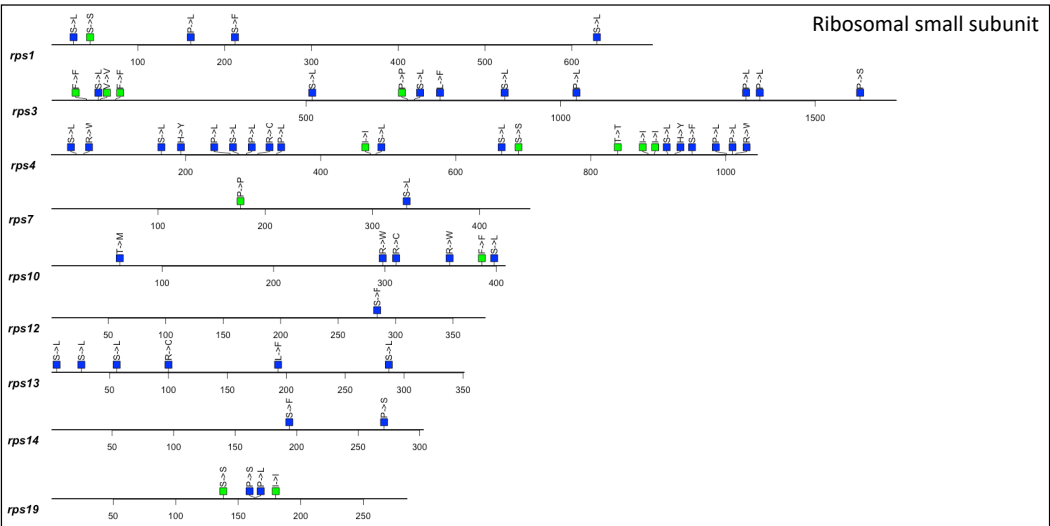 Ribosomal small subunit
S->L S->S P->L S->F S->L
rps1
100 200 300 400 500 600
F->F S->L V->V F->F S->L P->P S->L L->F S->L P->L P->L P->L P->S
rps3
500 1000 1500
S->L R->W S->L H->Y P->L S->L P->L R->C P->L I->I S->L S->L S->S T->T I->I I->I S->L H->Y S->F P->L P->L R->W
rps4
200 400 600 800 1000
P->P S->L
rps7
100 200 300 400
T->M R->W R->C R->W F->F S->L
rps10
100 200 300 400
S->F
rps12
50 100 150 200 250 300 350
S->L S->L S->L R->C L->F S->L
rps13
50 100 150 200 250 300 350
S->F P->S
rps14
50 100 150 200 250 300
S->S P->S P->L I->I
rps19
50 100 150 200 250